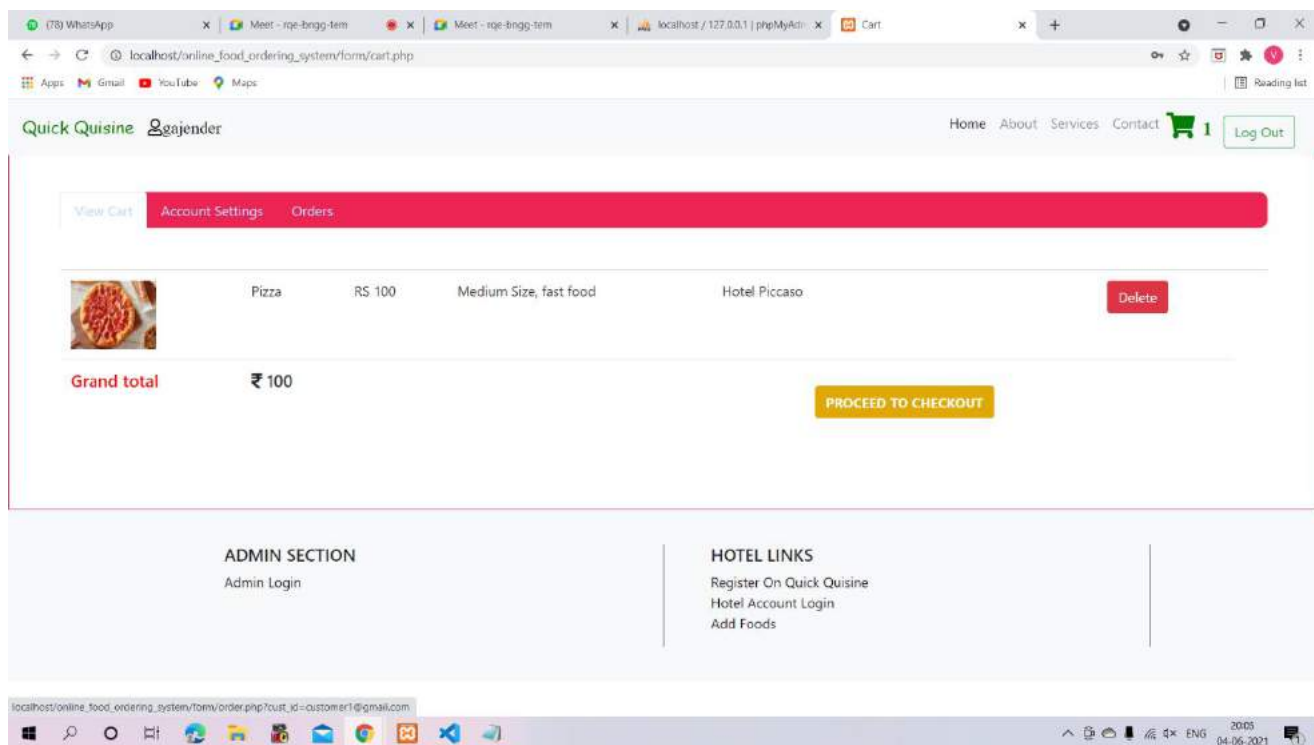 (78) WhatsApp
Meet - rqe-bngg-tem
Meet - rqe-bngg-tem
localhost / 127.0.0.1 | phpMyAdm
Cart
localhost/online_food_ordering_system/form/cart.php
Apps Gmail YouTube Maps
Reading list
Quick Quisine gajender
Home About Services Contact 1 Log Out
View Cart Account Settings Orders
Pizza RS 100 Medium Size, fast food Hotel Piccaso Delete
Grand total ₹ 100
PROCEED TO CHECKOUT
ADMIN SECTION
Admin Login
HOTEL LINKS
Register On Quick Quisine
Hotel Account Login
Add Foods
localhost/online_food_ordering_system/form/order.php?cust_id=customer1@gmail.com
ENG
20:05
04-06-2021